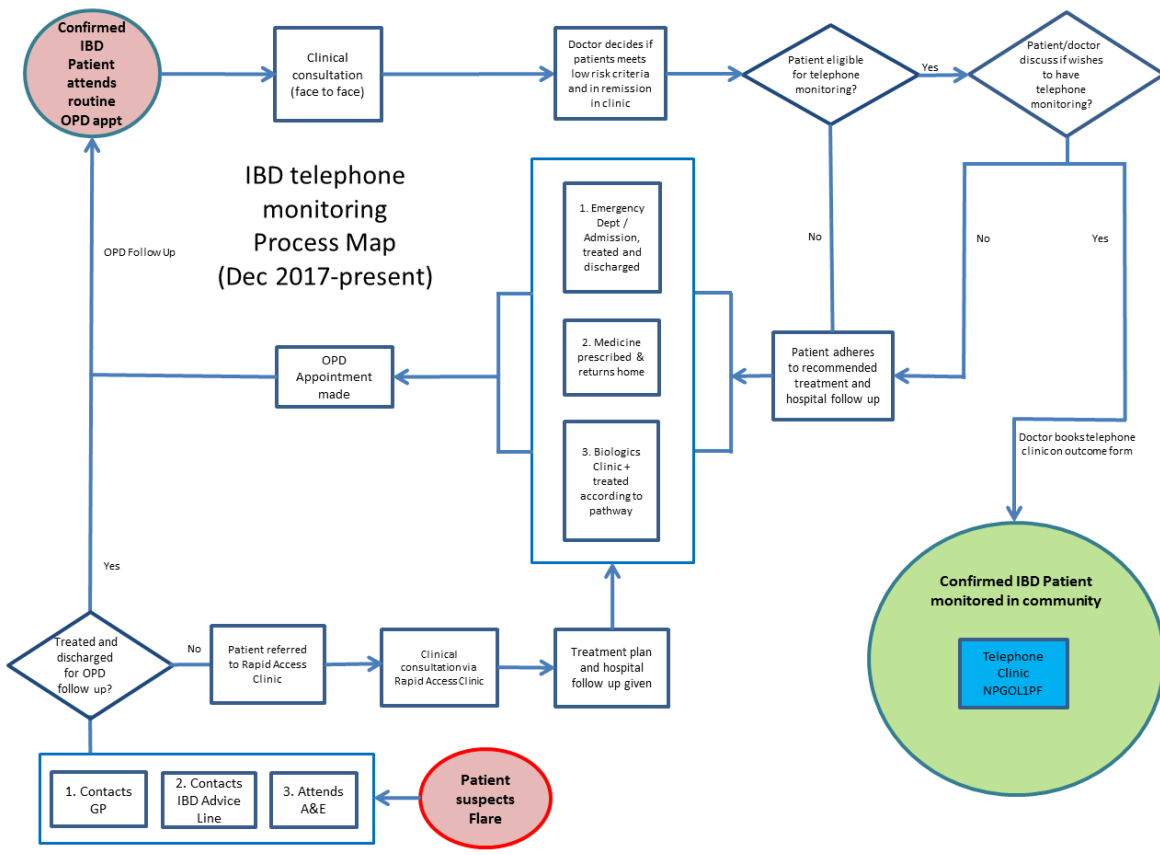 Confirmed
IBD
Patient
attends
routine
OPD appt
Clinical
consultation
(face to face)
Doctor decides if
patients meets
low risk criteria
and in remission
in clinic
Patient eligible
for telephone
monitoring?
Yes
Patient/doctor
discuss if wishes
to have
telephone
monitoring?
IBD telephone
monitoring
Process Map
(Dec 2017-present)
1. Emergency
Dept /
Admission,
treated and
discharged
No
No
Yes
OPD Follow Up
2. Medicine
prescribed &
returns home
OPD
Appointment
made
Patient adheres
to recommended
treatment and
hospital follow up
3. Biologics
Clinic +
treated
according to
pathway
Doctor books telephone
clinic on outcome form
Yes
Confirmed IBD Patient
monitored in community
Telephone
Clinic
NPGOL1PF
Treated and
discharged
for OPD
follow up?
No
Patient referred
to Rapid Access
Clinic
Clinical
consultation via
Rapid Access Clinic
Treatment plan
and hospital
follow up given
1. Contacts
GP
2. Contacts
IBD Advice
Line
3. Attends
A&E
Patient
suspects
Flare